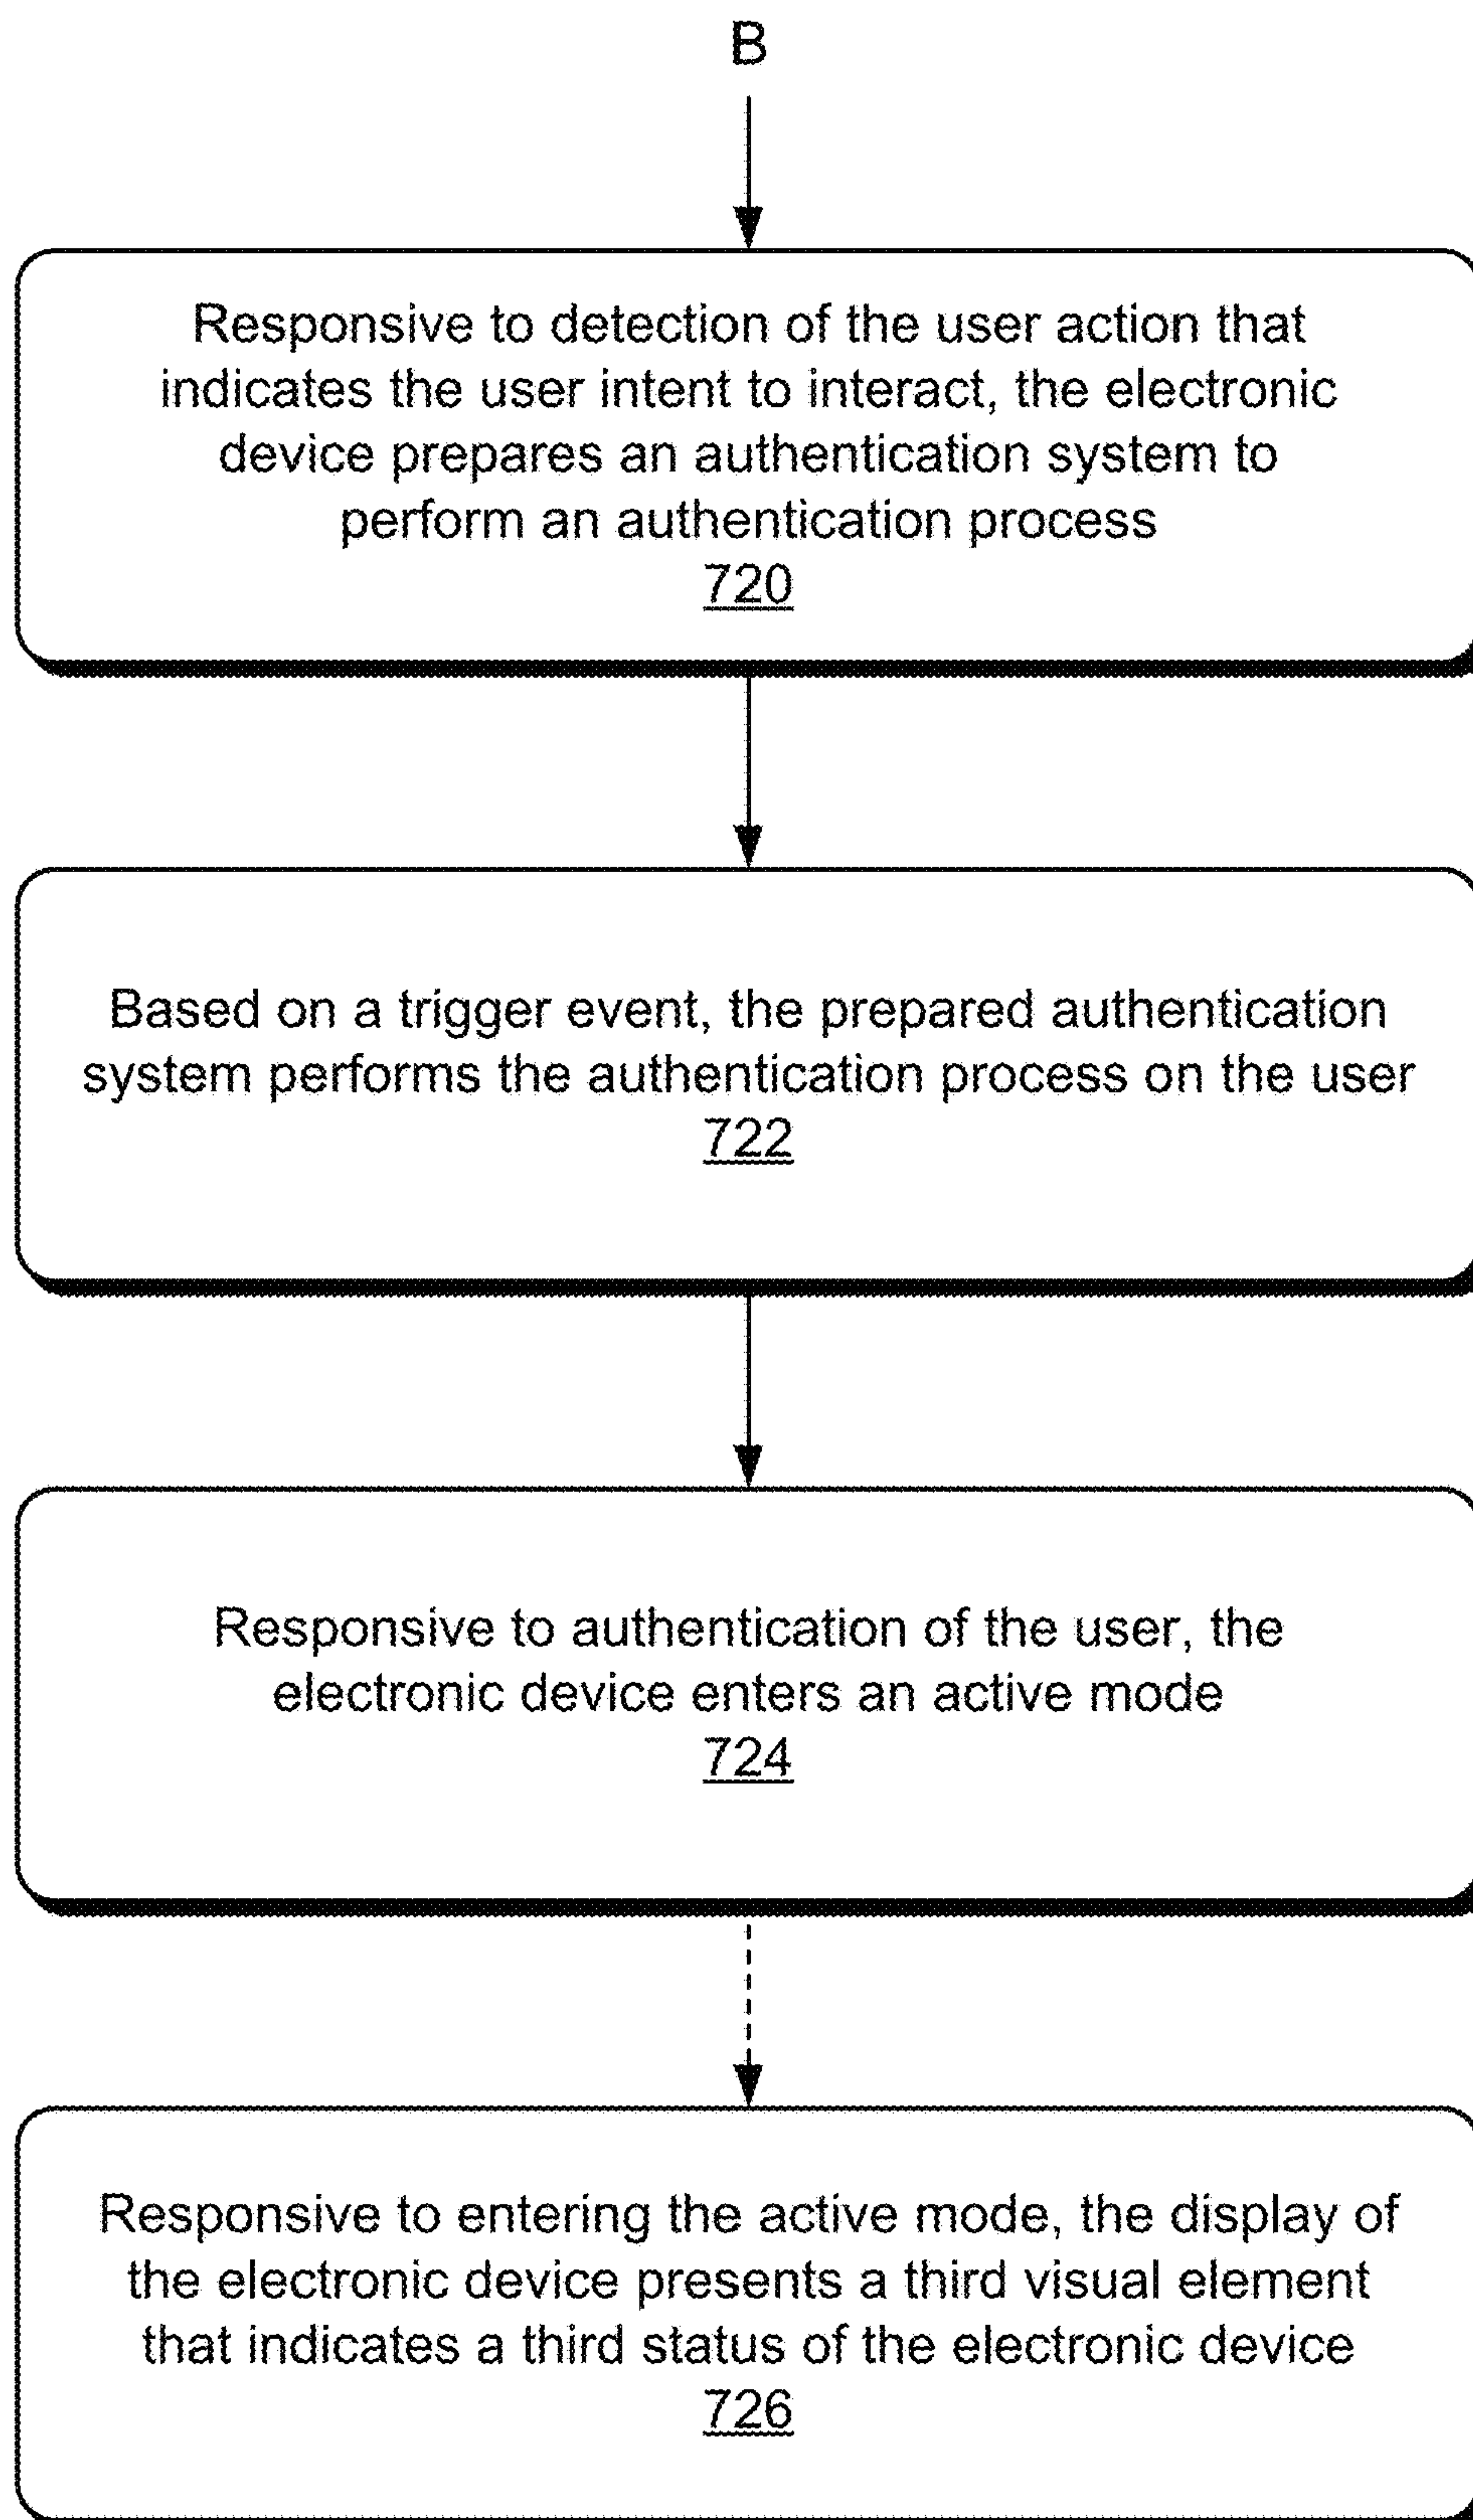 B
Responsive to detection of the user action that
indicates the user intent to interact, the electronic
device prepares an authentication system to
perform an authentication process
720
Based on a trigger event, the prepared authentication
system performs the authentication process on the user
722
Responsive to authentication of the user, the
electronic device enters an active mode
724
Responsive to entering the active mode, the display of
the electronic device presents a third visual element
that indicates a third status of the electronic device
726